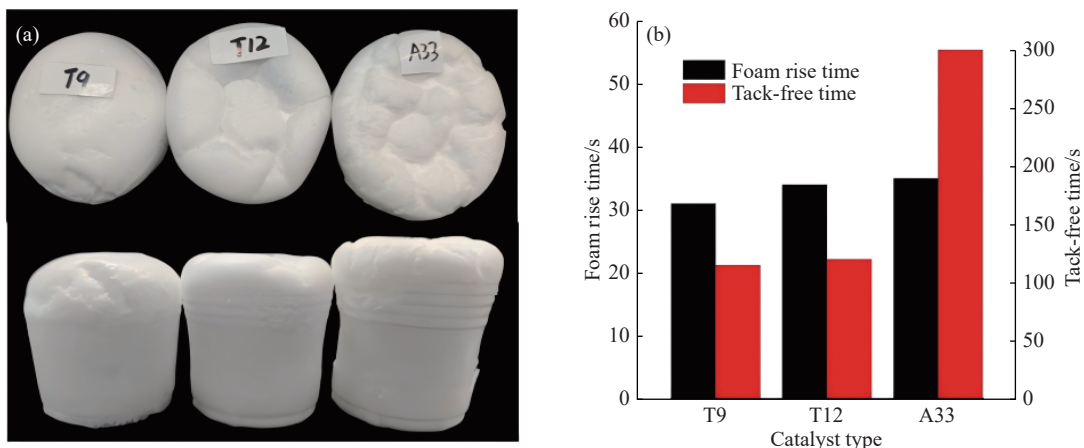 (a)
T9
T12
A33
(b)
60
50
40
30
20
10
0
Foam rise time/s
Foam rise time
Tack-free time
300
250
200
150
100
50
0
Tack-free time/s
T9
T12
A33
Catalyst type